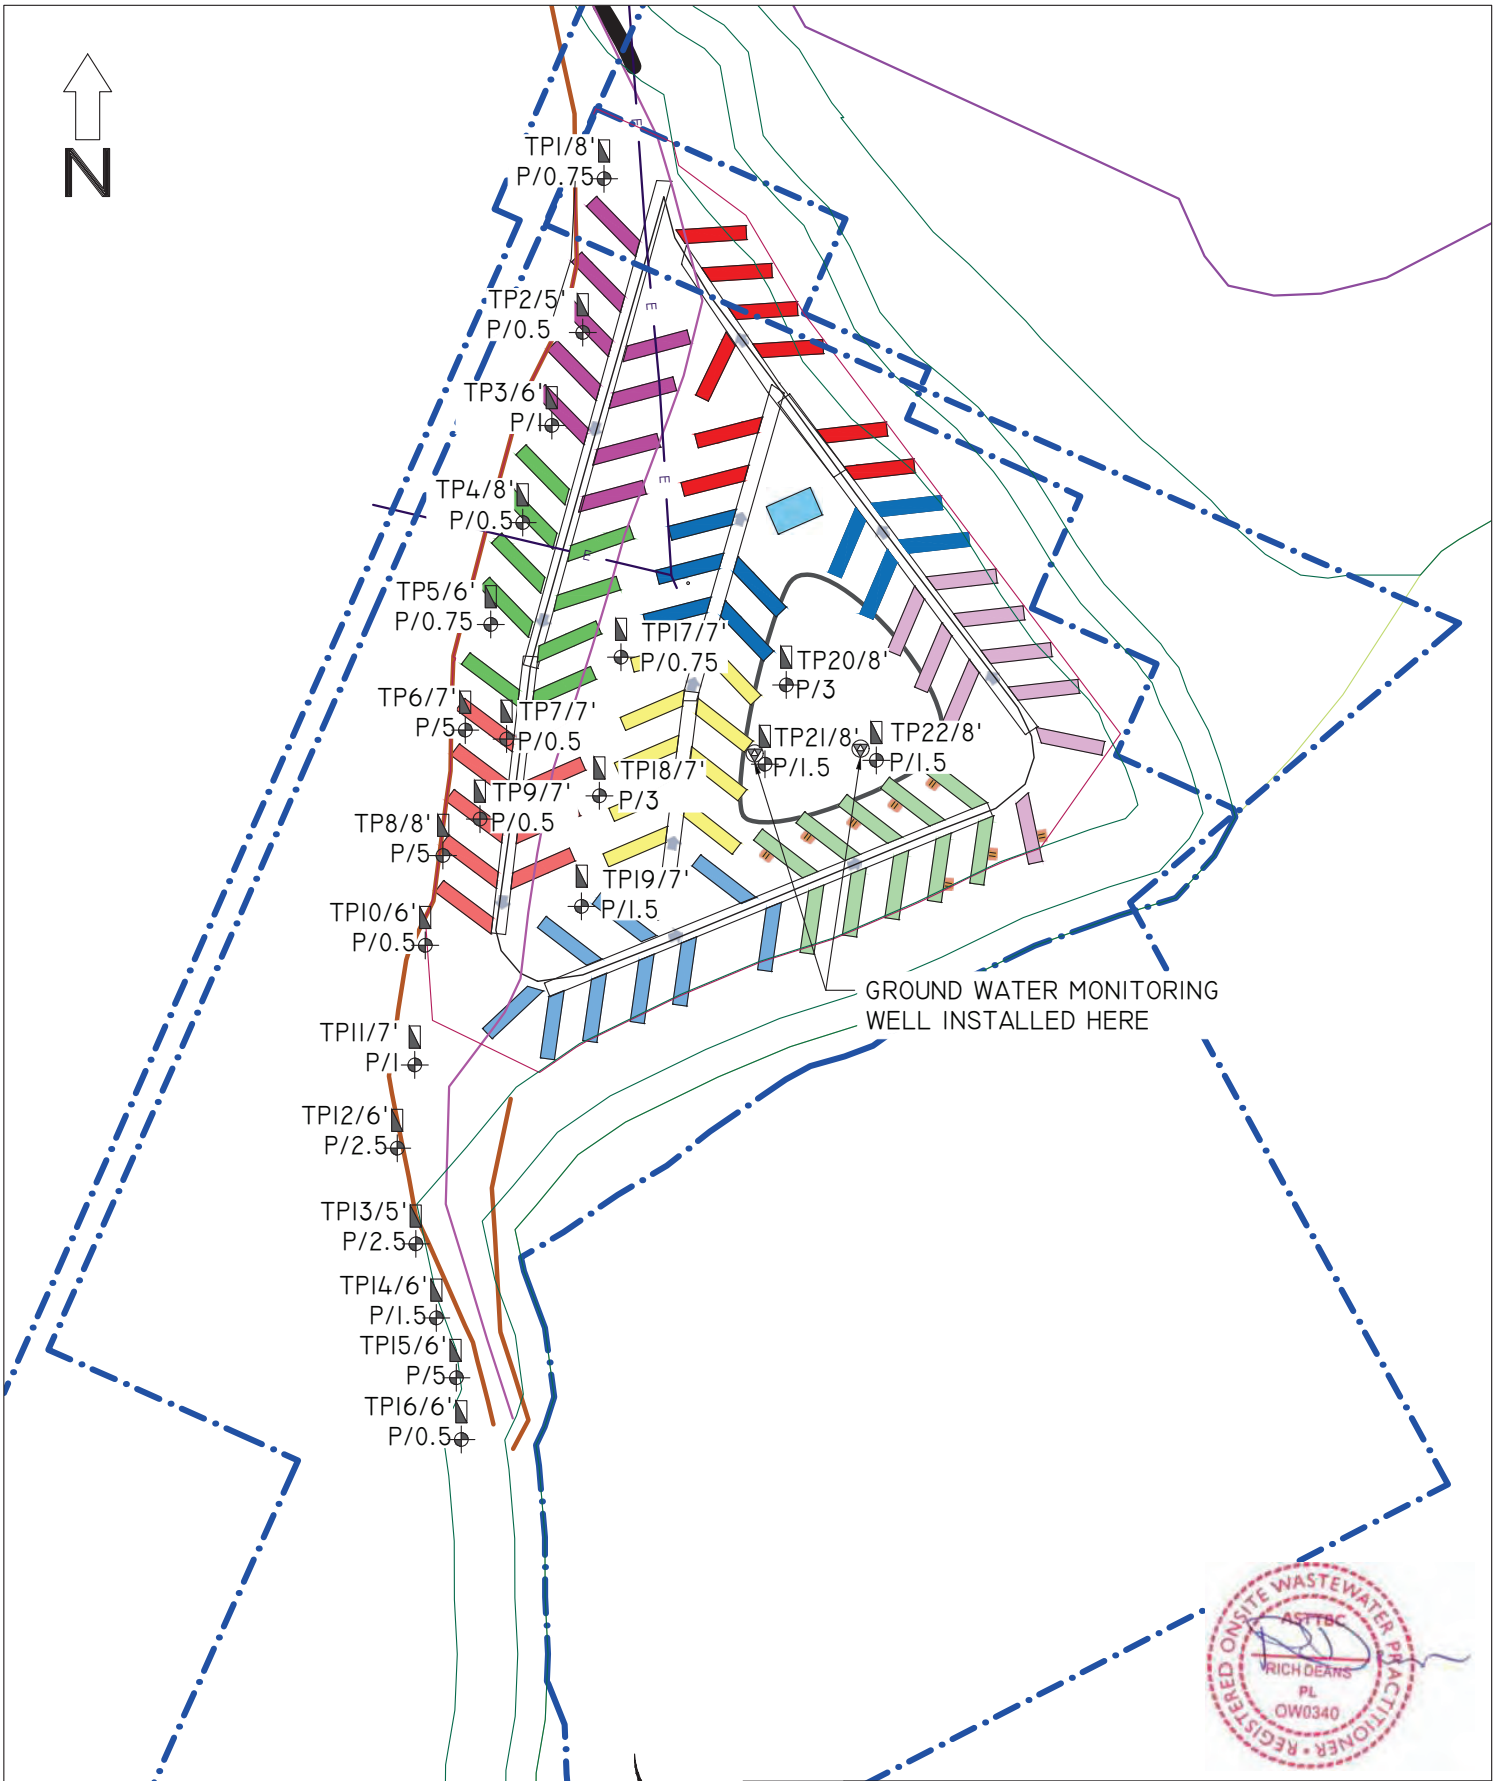 N
TP1/8'
P/0.75
E
TP2/5'
P/0.5
E
TP3/6'
P/1
TP4/8'
P/0.5
E
E
TP5/6'
P/0.75
TP17/7'
P/0.75
TP20/8'
P/3
TP6/7'
P/5
TP7/7'
P/0.5
TP21/8'
P/1.5
TP22/8'
P/1.5
TP18/7'
P/3
TP9/7'
P/0.5
TP8/8'
P/5
TP19/7'
P/1.5
TP10/6'
P/0.5
GROUND WATER MONITORING
WELL INSTALLED HERE
TP11/7'
P/1
TP12/6'
P/2.5
TP13/5'
P/2.5
TP14/6'
P/1.5
TP15/6'
P/5
TP16/6'
P/0.5
REGISTERED ONSITE WASTEWATER PRACTITIONER
ASTTBC
RICH DEANS
PL
OW0340